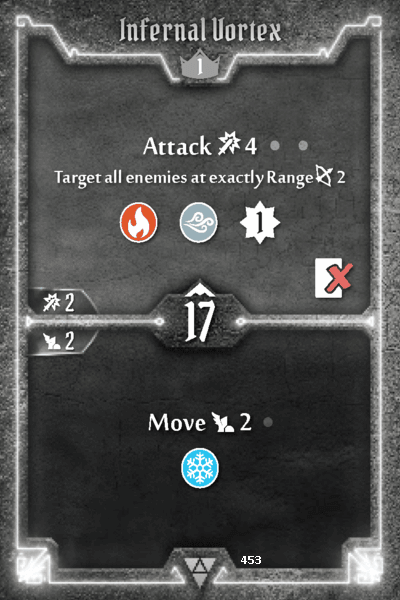 Infernal Vortex
1
Attack 4
Target all enemies at exactly Range 2
1
2
17
2
Move 2
453